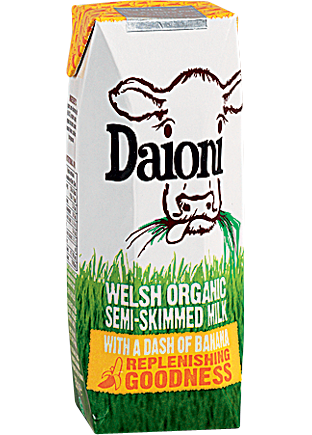 Daioni
WELSH ORGANIC
SEMI-SKIMMED MILK
WITH A DASH OF BANANA
REPLENISHING
GOODNESS